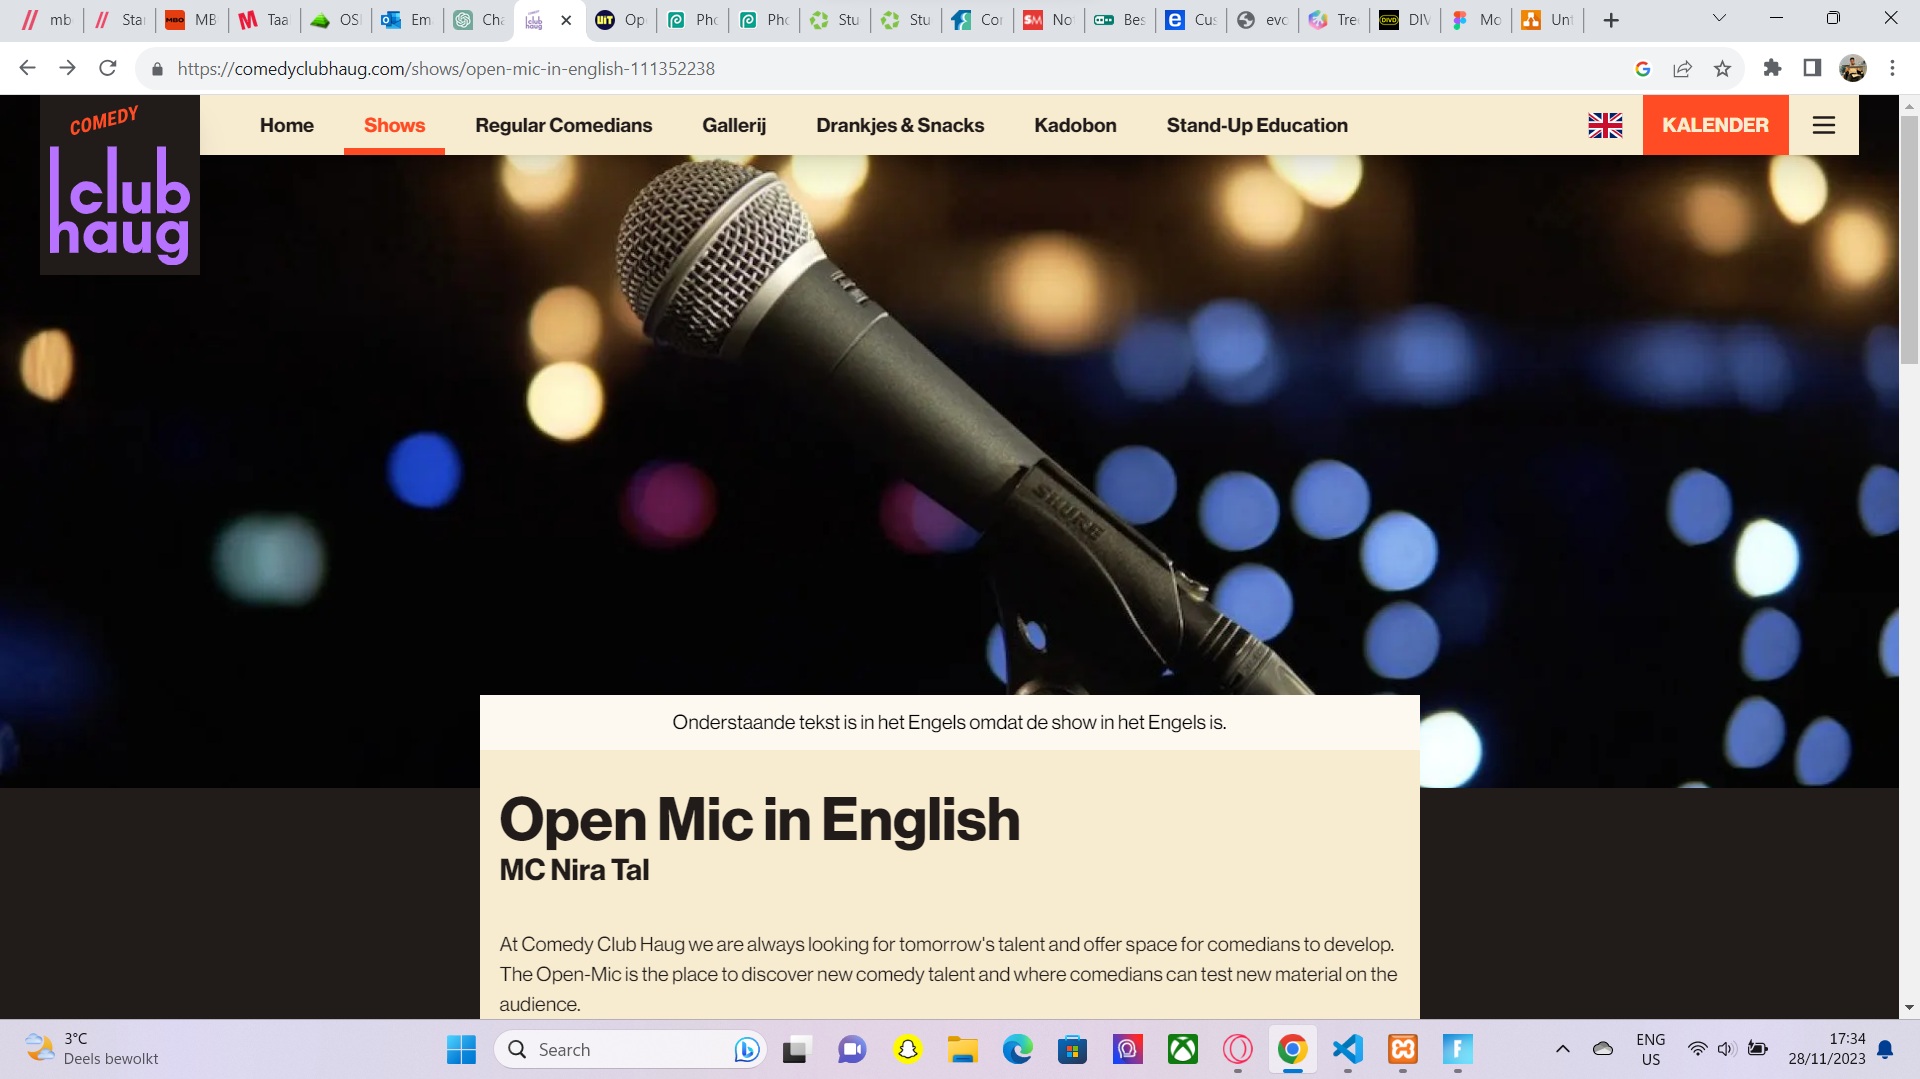 mb
Star
MB
Taa
OS
Em
Cha
Op
Pho
Pho
Stu
Stu
Cor
No
Bes
Cus
evo
Tre
DIV
Mo
Unt
https://comedyclubhaug.com/shows/open-mic-in-english-111352238
COMEDY
club
haug
Home
Shows
Regular Comedians
Gallerij
Drankjes & Snacks
Kadobon
Stand-Up Education
KALENDER
SHURE
Onderstaande tekst is in het Engels omdat de show in het Engels is.
Open Mic in English
MC Nira Tal
At Comedy Club Haug we are always looking for tomorrow's talent and offer space for comedians to develop.
The Open-Mic is the place to discover new comedy talent and where comedians can test new material on the
audience.
3°C
Deels bewolkt
Search
ENG
US
17:34
28/11/2023